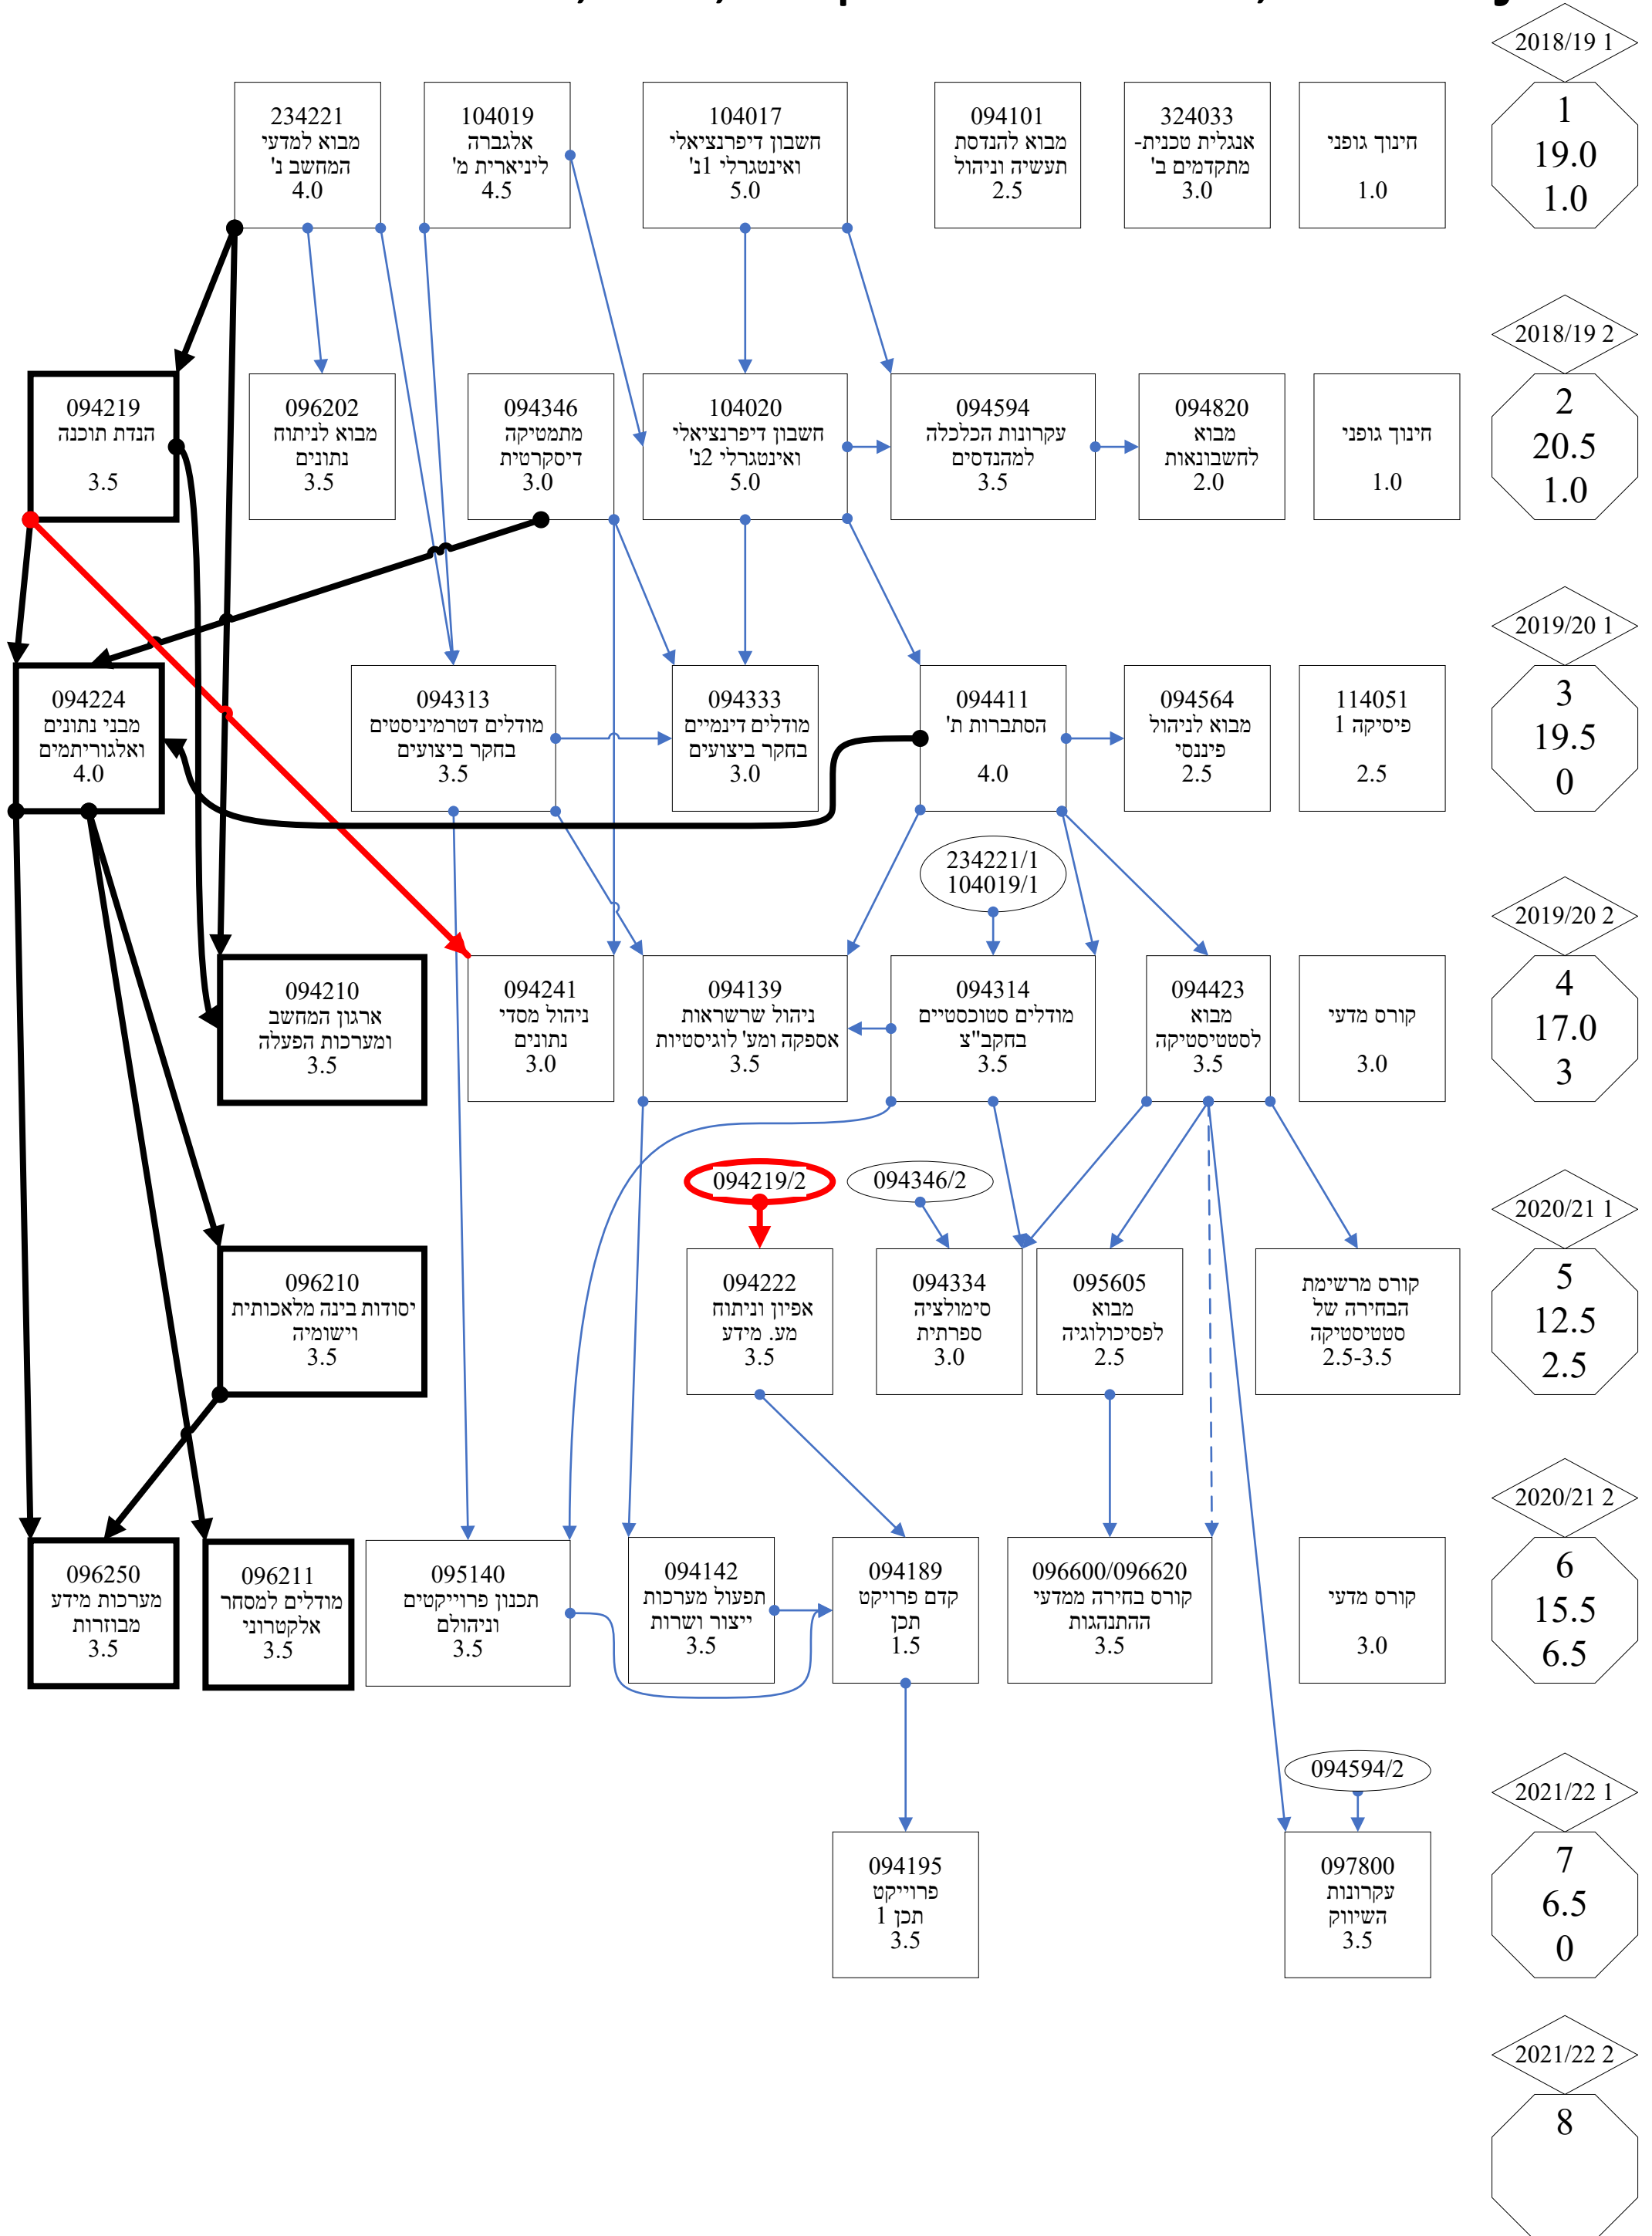 2018/19 1
234221
מבוא למדעי
המחשב נ'
4.0
104019
אלגברה
ליניארית מ'
4.5
104017
חשבון דיפרנציאלי
ואינטגרלי 1נ'
5.0
094101
מבוא להנדסת
תעשיה וניהול
2.5
324033
אנגלית טכנית-
מתקדמים ב'
3.0
חינוך גופני
1.0
1
19.0
1.0
2018/19 2
094219
הנדת תוכנה
3.5
096202
מבוא לניתוח
נתונים
3.5
094346
מתמטיקה
דיסקרטית
3.0
104020
חשבון דיפרנציאלי
ואינטגרלי 2נ'
5.0
094594
עקרונות הכלכלה
למהנדסים
3.5
094820
מבוא
לחשבונאות
2.0
חינוך גופני
1.0
2
20.5
1.0
2019/20 1
094224
מבני נתונים
ואלגוריתמים
4.0
094313
מודלים דטרמיניסטים
בחקר ביצועים
3.5
094333
מודלים דינמיים
בחקר ביצועים
3.0
094411
הסתברות ת'
4.0
094564
מבוא לניהול
פיננסי
2.5
114051
פיסיקה 1
2.5
3
19.5
0
234221/1
104019/1
2019/20 2
094210
ארגון המחשב
ומערכות הפעלה
3.5
094241
ניהול מסדי
נתונים
3.0
094139
ניהול שרשראות
אספקה ומע' לוגיסטיות
3.5
094314
מודלים סטוכסטיים
בחקב"צ
3.5
094423
מבוא
לסטטיסטיקה
3.5
קורס מדעי
3.0
4
17.0
3
094219/2
094346/2
2020/21 1
096210
יסודות בינה מלאכותית
וישומיה
3.5
094222
אפיון וניתוח
מע. מידע
3.5
094334
סימולציה
ספרתית
3.0
095605
מבוא
לפסיכולוגיה
2.5
קורס מרשימת
הבחירה של
סטטיסטיקה
2.5-3.5
5
12.5
2.5
2020/21 2
096250
מערכות מידע
מבוזרות
3.5
096211
מודלים למסחר
אלקטרוני
3.5
095140
תכנון פרוייקטים
וניהולם
3.5
094142
תפעול מערכות
ייצור ושרות
3.5
094189
קדם פרויקט
תכן
1.5
096600/096620
קורס בחירה ממדעי
ההתנהגות
3.5
קורס מדעי
3.0
6
15.5
6.5
094594/2
2021/22 1
094195
פרוייקט
תכן 1
3.5
097800
עקרונות
השיווק
3.5
7
6.5
0
2021/22 2
8